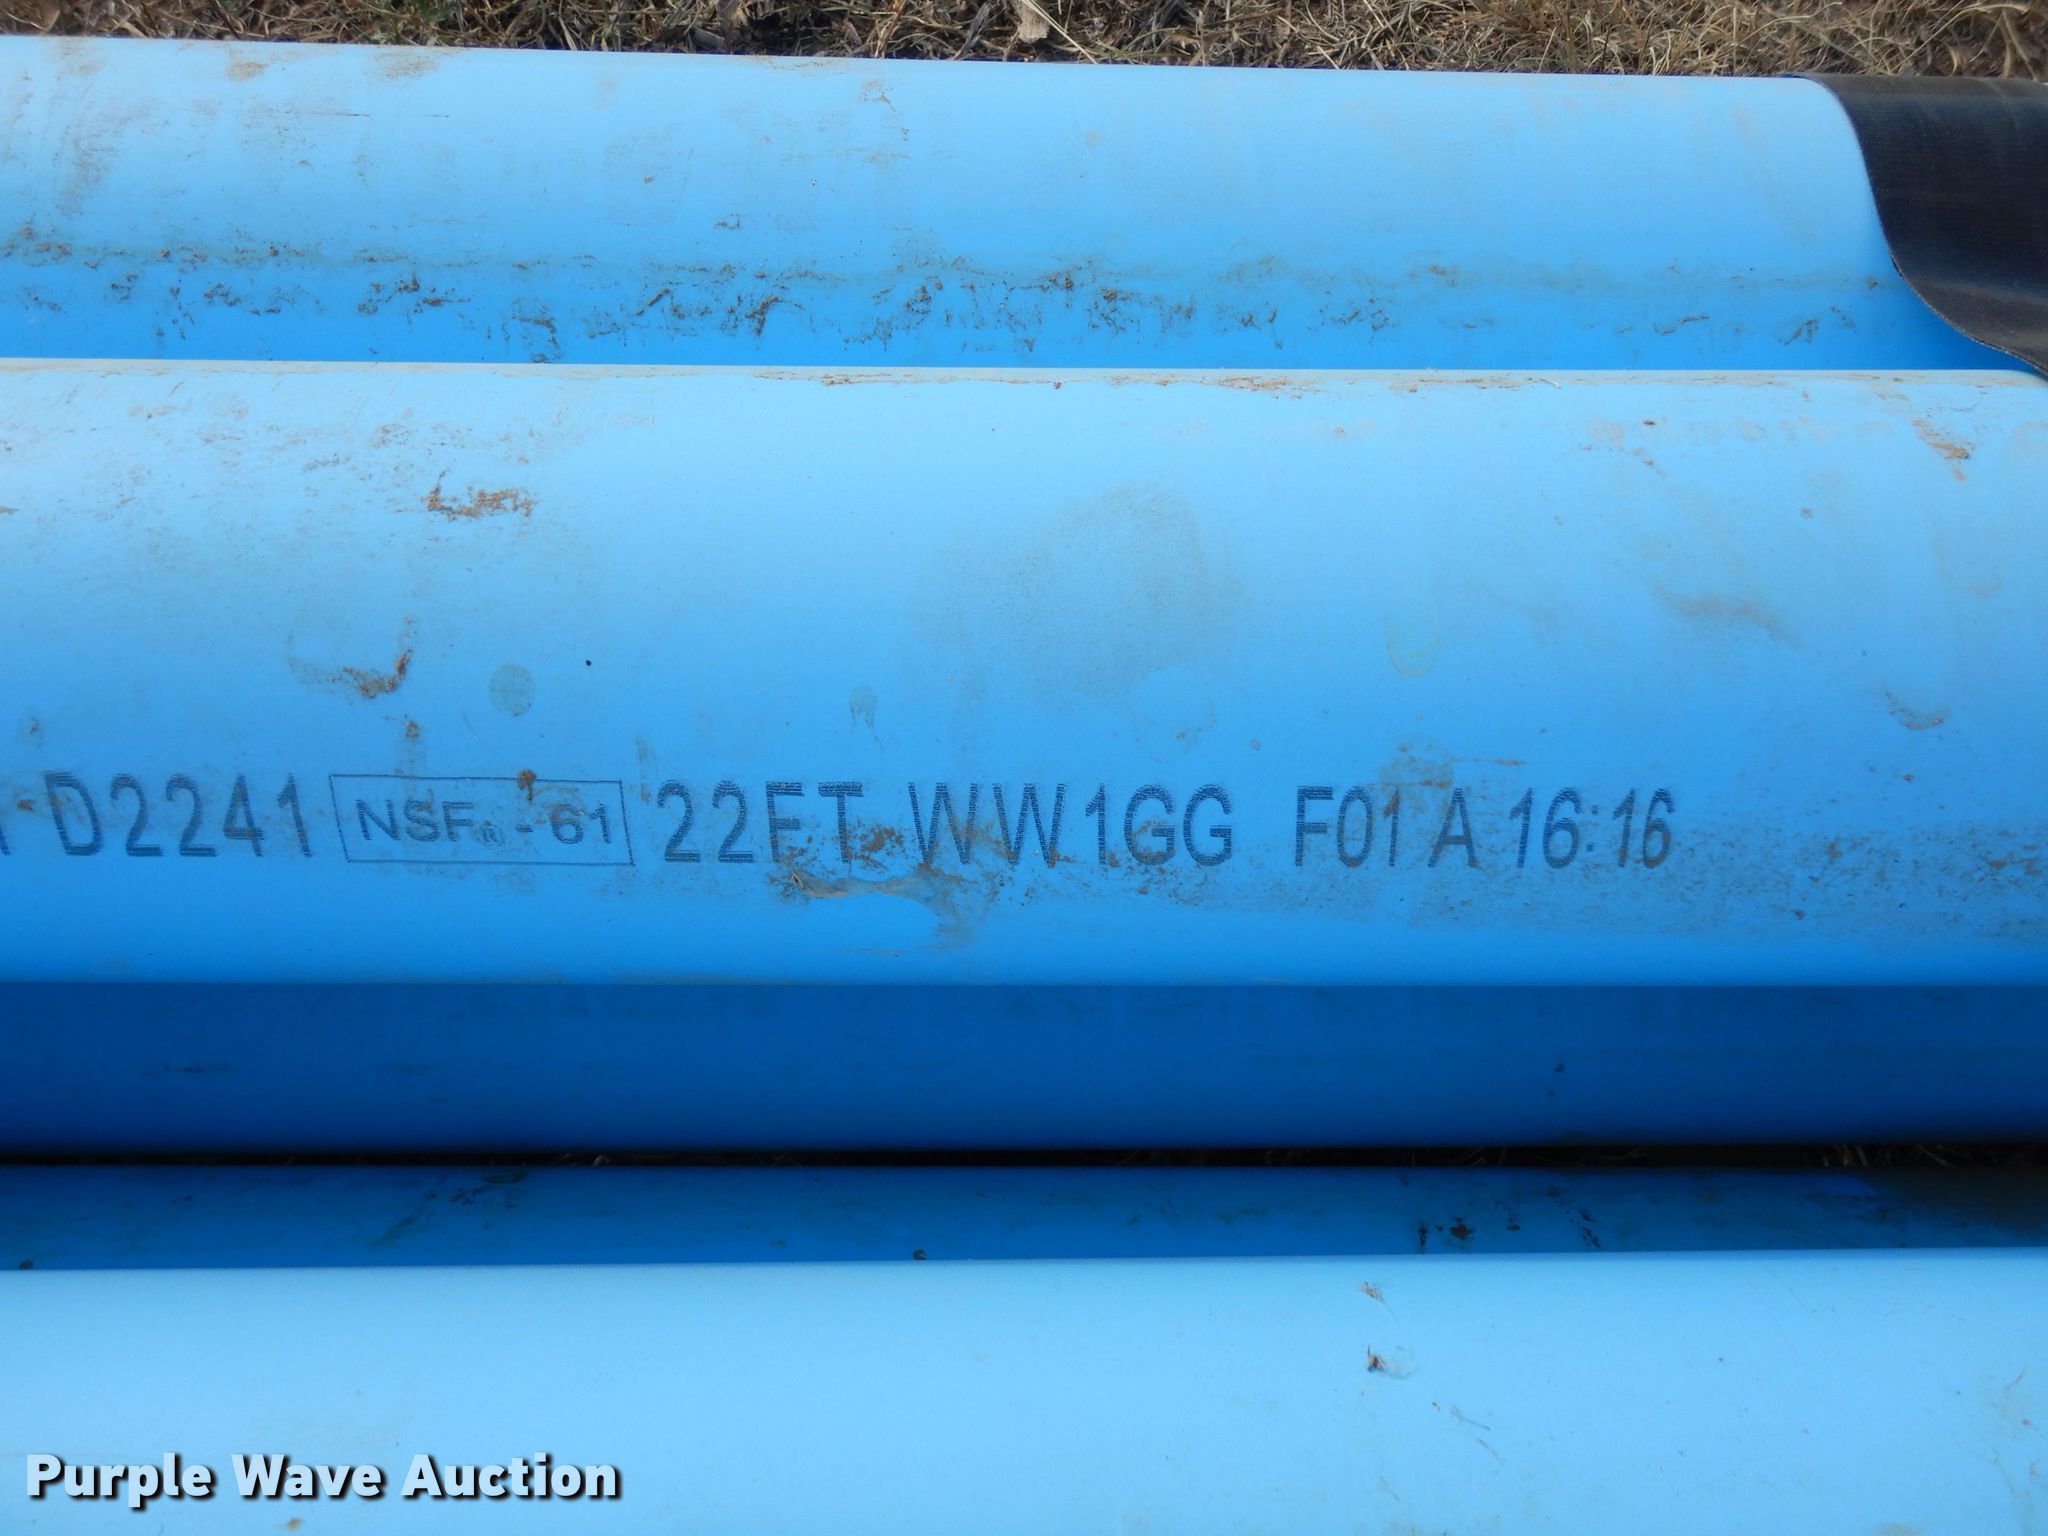 D2241 NSF® - 61 22FT WW1GG F01 A 16:16
Purple Wave Auction